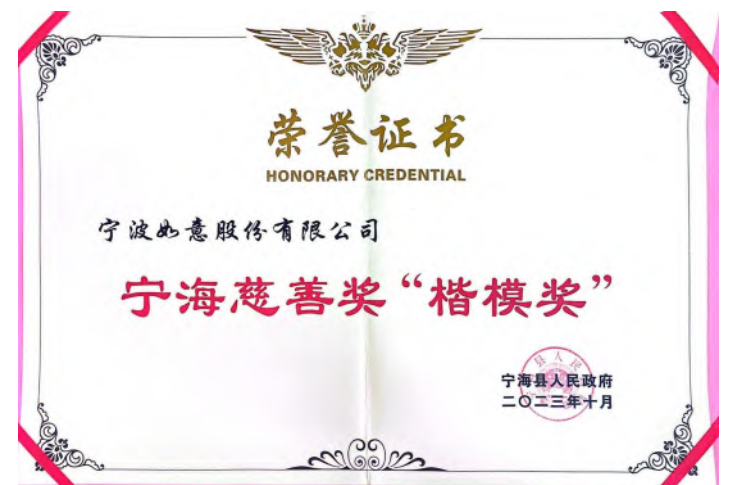 荣誉证书
HONORARY CREDENTIAL
宁波如意股份有限公司
宁海慈善奖“楷模奖”
宁海县人民政府
二〇二三年十月